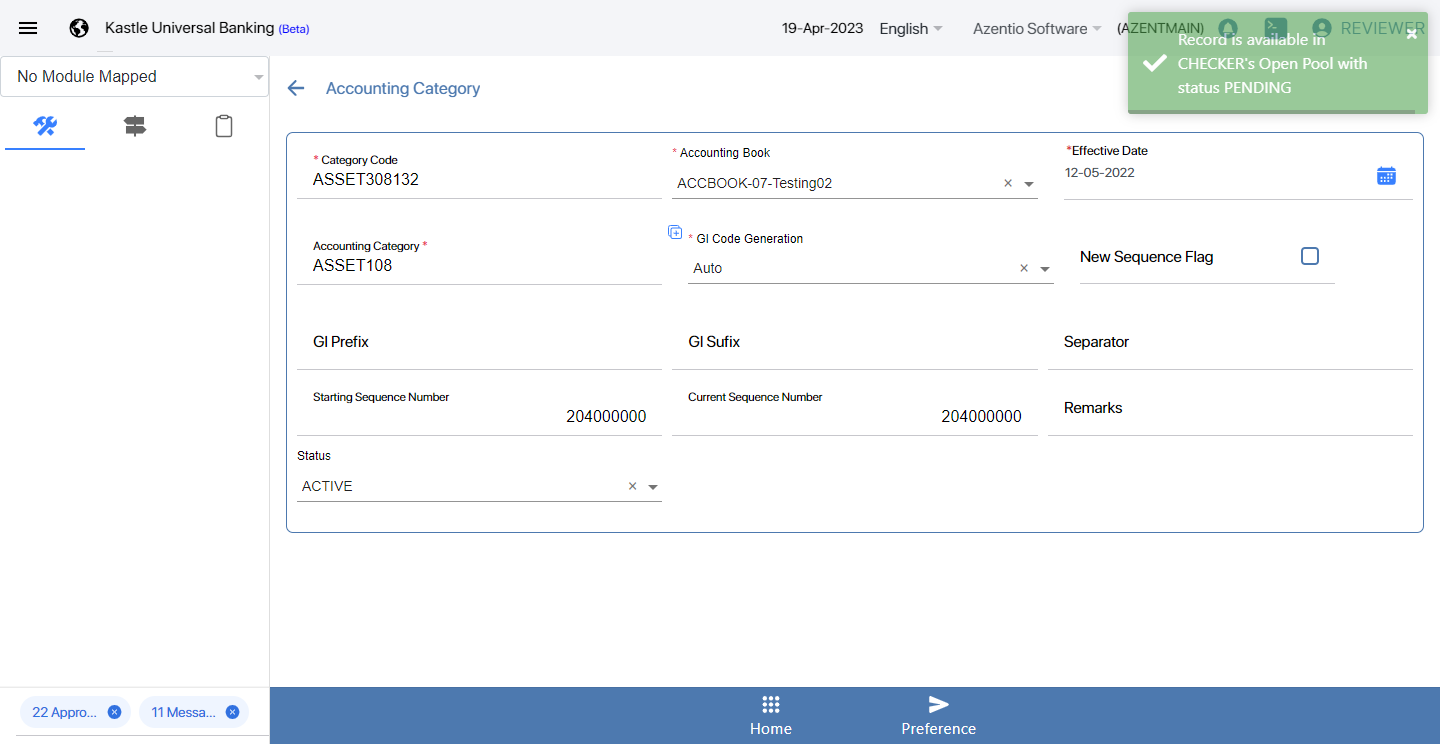 Kastle Universal Banking (Beta)
19-Apr-2023
English
Azentio Software
(AZENTMAIN)
REVIEWER
Record is available in
CHECKER's Open Pool with
status PENDING
No Module Mapped
Accounting Category
* Category Code
ASSET308132
* Accounting Book
ACCBOOK-07-Testing02
*Effective Date
12-05-2022
Accounting Category *
ASSET108
* GI Code Generation
Auto
New Sequence Flag
GI Prefix
GI Sufix
Separator
Starting Sequence Number
204000000
Current Sequence Number
204000000
Remarks
Status
ACTIVE
22 Appro...
11 Messa...
Home
Preference